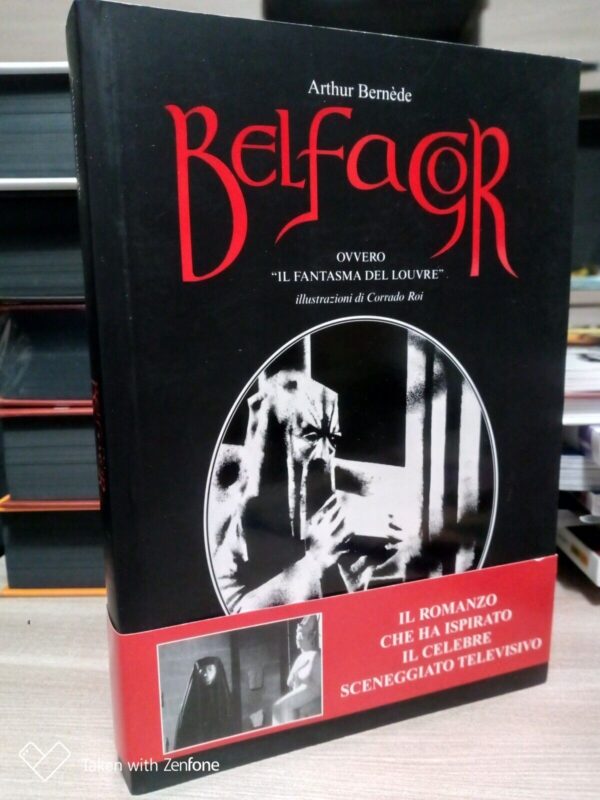 Arthur Bernède
BELFAGOR
OVVERO
"IL FANTASMA DEL LOUVRE"
illustrazioni di Corrado Roi
IL ROMANZO
CHE HA ISPIRATO
IL CELEBRE
SCENEGGIATO TELEVISIVO
Taken with Zenfone